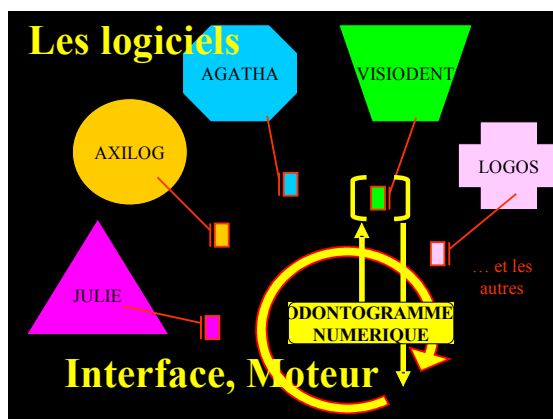 Les logiciels
AGATHA
VISIODENT
AXILOG
LOGOS
JULIE
… et les
autres
ODONTOGRAMME
NUMERIQUE
Interface, Moteur